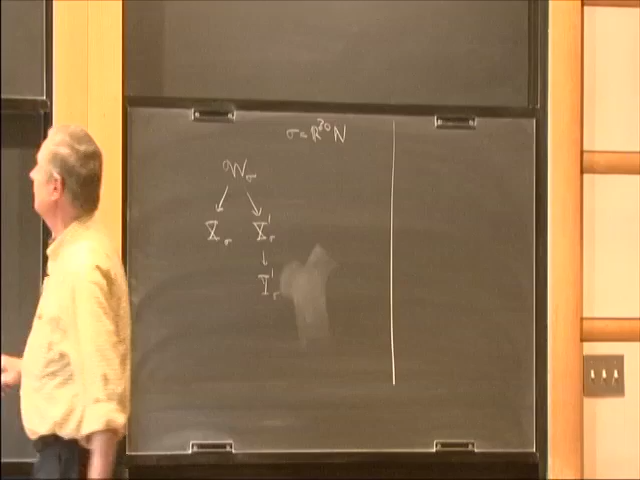 σ = R^{≥0} N
W_σ
↙ ↘
X_σ X'_σ
↓
Y'_σ